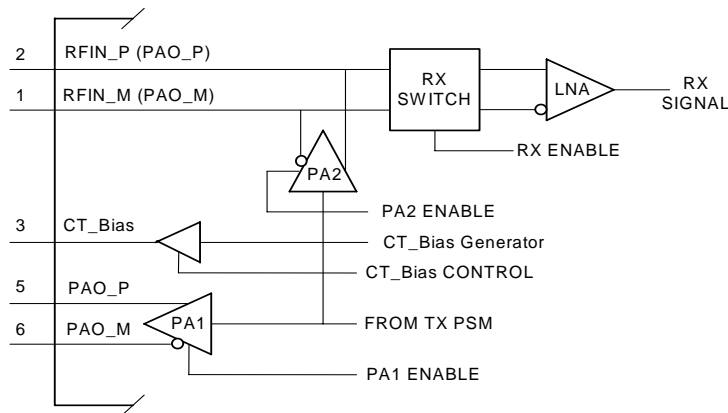 2 RFIN_P (PAO_P)
1 RFIN_M (PAO_M)
RX
SWITCH
LNA
RX
SIGNAL
RX ENABLE
PA2
PA2 ENABLE
3 CT_Bias
CT_Bias Generator
CT_Bias CONTROL
5 PAO_P
6 PAO_M
PA1
FROM TX PSM
PA1 ENABLE